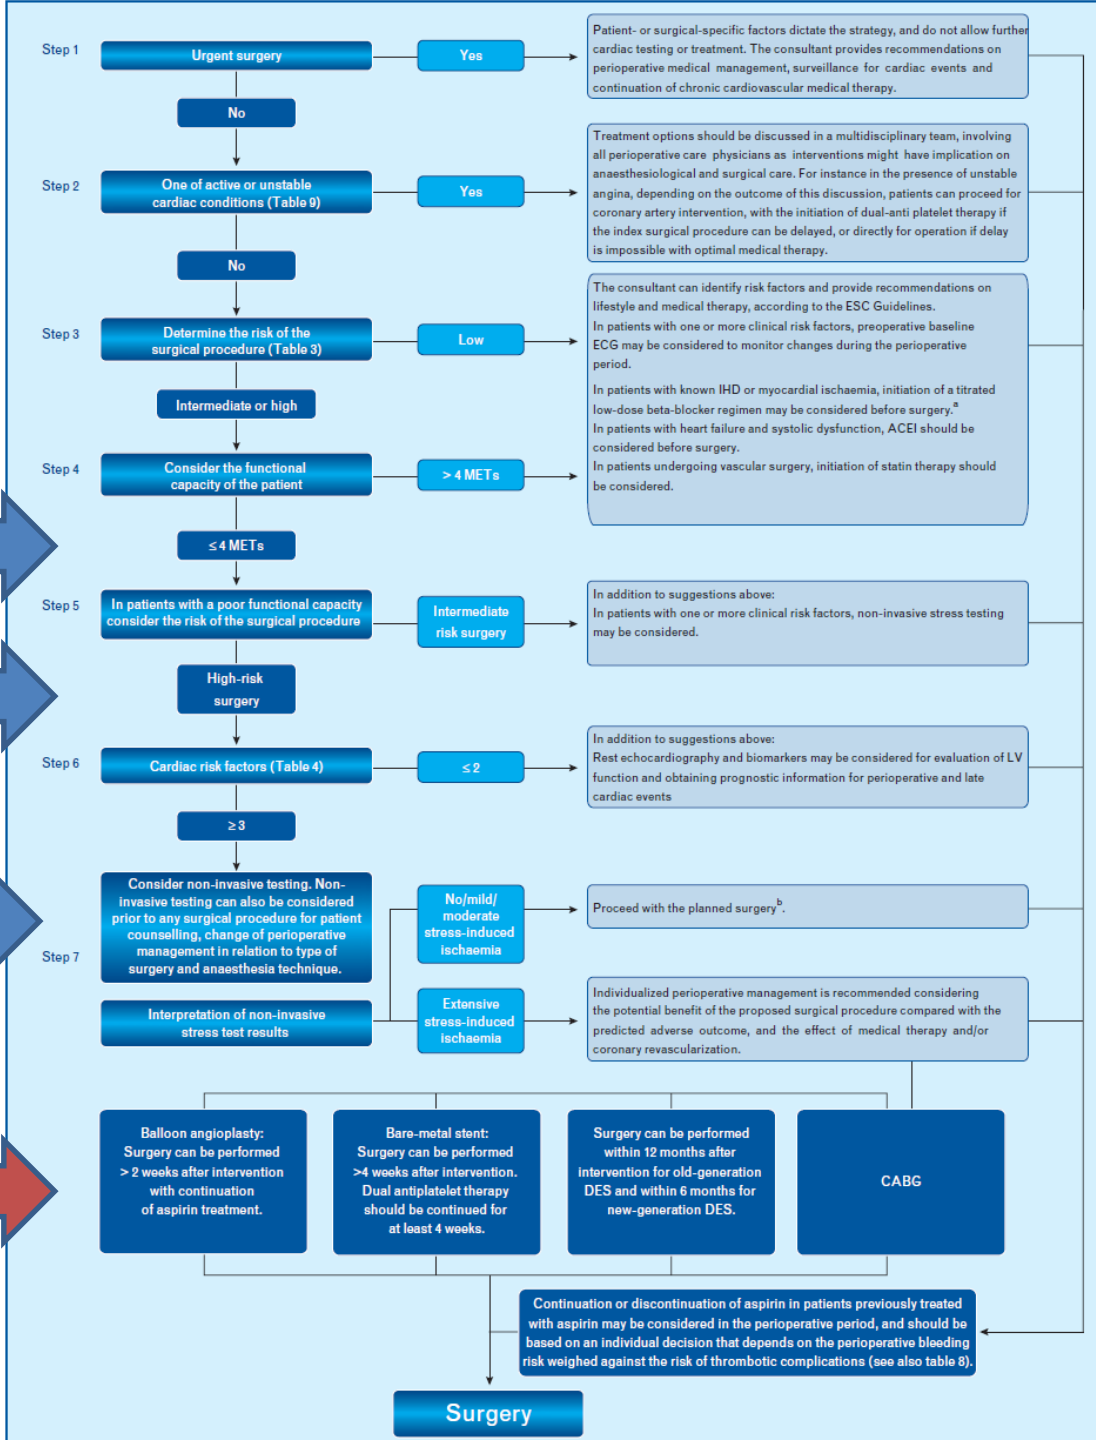 Step 1
Urgent surgery
Yes
Patient- or surgical-specific factors dictate the strategy, and do not allow further
cardiac testing or treatment. The consultant provides recommendations on
perioperative medical management, surveillance for cardiac events and
continuation of chronic cardiovascular medical therapy.
No
Step 2
One of active or unstable
cardiac conditions (Table 9)
Yes
Treatment options should be discussed in a multidisciplinary team, involving
all perioperative care physicians as interventions might have implication on
anaesthesiological and surgical care. For instance in the presence of unstable
angina, depending on the outcome of this discussion, patients can proceed for
coronary artery intervention, with the initiation of dual-anti platelet therapy if
the index surgical procedure can be delayed, or directly for operation if delay
is impossible with optimal medical therapy.
No
Step 3
Determine the risk of the
surgical procedure (Table 3)
Low
The consultant can identify risk factors and provide recommendations on
lifestyle and medical therapy, according to the ESC Guidelines.
In patients with one or more clinical risk factors, preoperative baseline
ECG may be considered to monitor changes during the perioperative
period.
Intermediate or high
In patients with known IHD or myocardial ischaemia, initiation of a titrated
low-dose beta-blocker regimen may be considered before surgery.a
In patients with heart failure and systolic dysfunction, ACEI should be
considered before surgery.
In patients undergoing vascular surgery, initiation of statin therapy should
be considered.
Step 4
Consider the functional
capacity of the patient
> 4 METs
≤ 4 METs
Step 5
In patients with a poor functional capacity
consider the risk of the surgical procedure
Intermediate
risk surgery
In addition to suggestions above:
In patients with one or more clinical risk factors, non-invasive stress testing
may be considered.
High-risk
surgery
Step 6
Cardiac risk factors (Table 4)
≤ 2
In addition to suggestions above:
Rest echocardiography and biomarkers may be considered for evaluation of LV
function and obtaining prognostic information for perioperative and late
cardiac events
≥ 3
Step 7
Consider non-invasive testing. Non-
invasive testing can also be considered
prior to any surgical procedure for patient
counselling, change of perioperative
management in relation to type of
surgery and anaesthesia technique.
No/mild/
moderate
stress-induced
ischaemia
Proceed with the planned surgeryb.
Interpretation of non-invasive
stress test results
Extensive
stress-induced
ischaemia
Individualized perioperative management is recommended considering
the potential benefit of the proposed surgical procedure compared with the
predicted adverse outcome, and the effect of medical therapy and/or
coronary revascularization.
Balloon angioplasty:
Surgery can be performed
> 2 weeks after intervention
with continuation
of aspirin treatment.
Bare-metal stent:
Surgery can be performed
>4 weeks after intervention.
Dual antiplatelet therapy
should be continued for
at least 4 weeks.
Surgery can be performed
within 12 months after
intervention for old-generation
DES and within 6 months for
new-generation DES.
CABG
Continuation or discontinuation of aspirin in patients previously treated
with aspirin may be considered in the perioperative period, and should be
based on an individual decision that depends on the perioperative bleeding
risk weighed against the risk of thrombotic complications (see also table 8).
Surgery